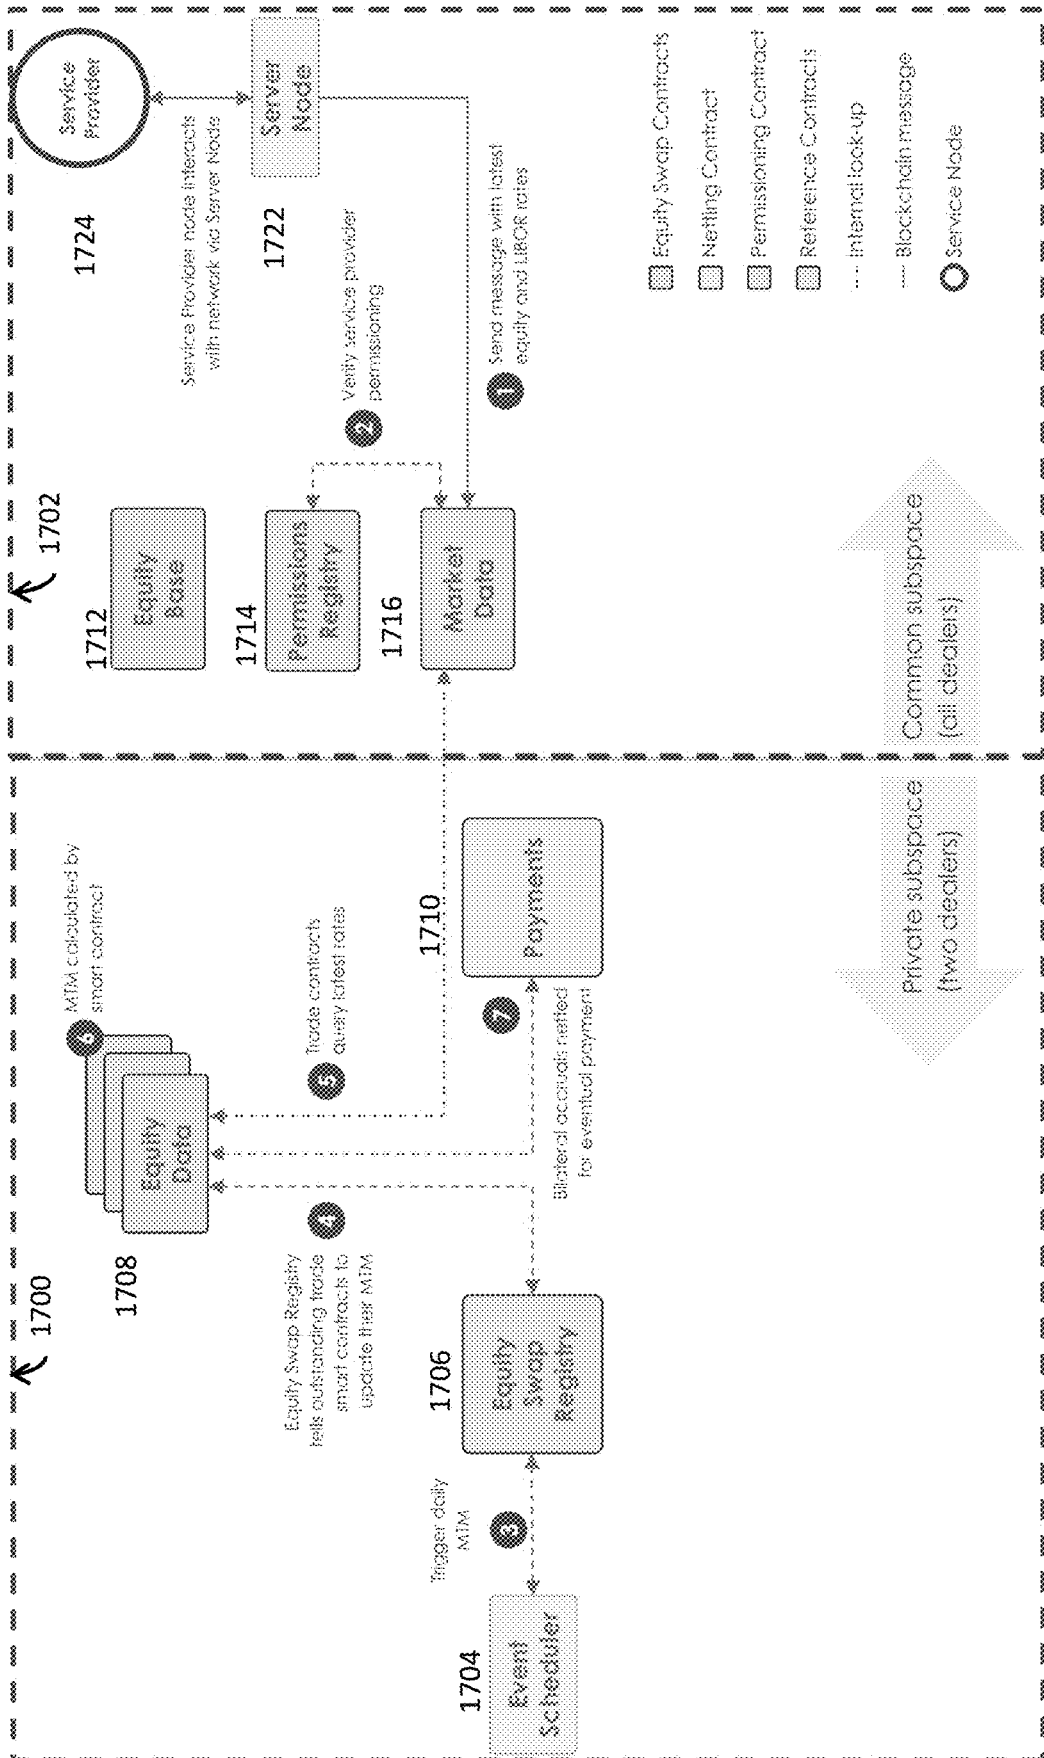 1700
1702
1708
Equity
Data
6
MTM calculated by
smart contract
1712
Equity
Base
1724
Service
Provider
Service Provider node interacts
with network via Server Node
1722
Server
Node
1714
Permissions
Registry
2
Verify service provider
permissioning
1716
Market
Data
1
Send message with latest
equity and LIBOR rates
Equity Swap Registry
tells outstanding trade
smart contracts to
update their MTM
4
5
Trade contracts
query latest rates
1704
Event
Scheduler
Trigger daily
MTM
3
1706
Equity
Swap
Registry
7
Bilateral accruals netted
for eventual payment
1710
Payments
Equity Swap Contracts
Netting Contract
Permissioning Contract
Reference Contracts
Internal look-up
Blockchain message
Service Node
Private subspace
(two dealers)
Common subspace
(all dealers)